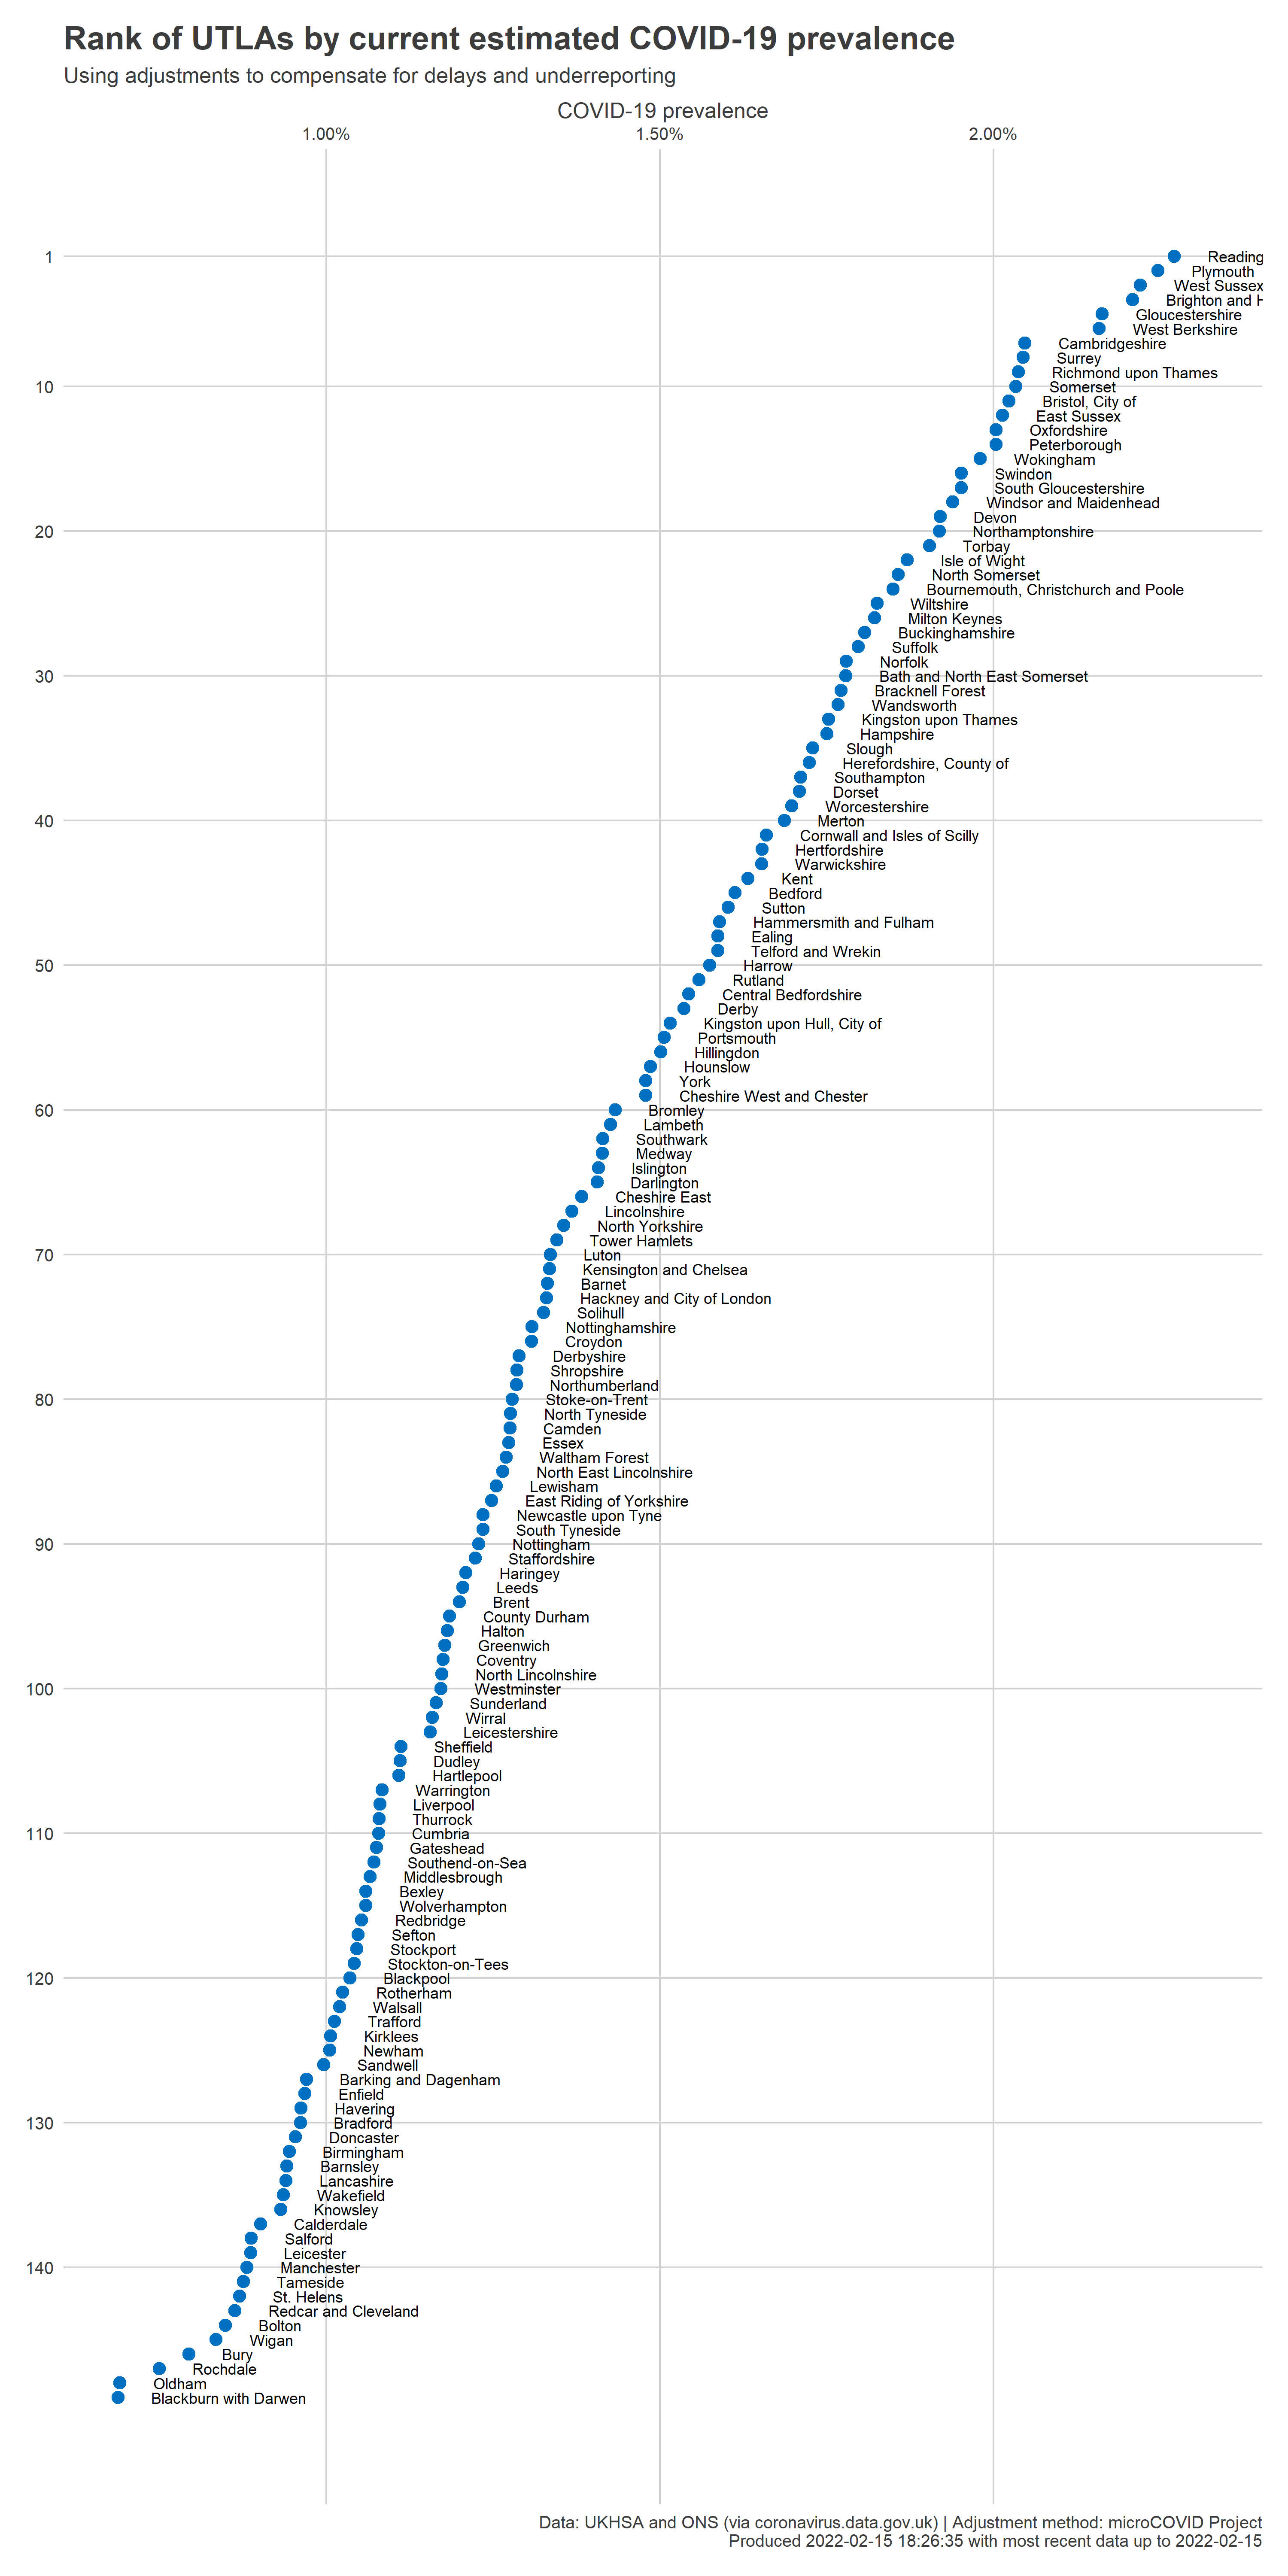 Rank of UTLAs by current estimated COVID-19 prevalence
Using adjustments to compensate for delays and underreporting
COVID-19 prevalence
1.00% 1.50% 2.00%
1 Reading
Plymouth
West Sussex
Brighton and H
Gloucestershire
West Berkshire
Cambridgeshire
Surrey
Richmond upon Thames
10 Somerset
Bristol, City of
East Sussex
Oxfordshire
Peterborough
Wokingham
Swindon
South Gloucestershire
Windsor and Maidenhead
Devon
20 Northamptonshire
Torbay
Isle of Wight
North Somerset
Bournemouth, Christchurch and Poole
Wiltshire
Milton Keynes
Buckinghamshire
Suffolk
Norfolk
30 Bath and North East Somerset
Bracknell Forest
Wandsworth
Kingston upon Thames
Hampshire
Slough
Herefordshire, County of
Southampton
Dorset
Worcestershire
40 Merton
Cornwall and Isles of Scilly
Hertfordshire
Warwickshire
Kent
Bedford
Sutton
Hammersmith and Fulham
Ealing
Telford and Wrekin
50 Harrow
Rutland
Central Bedfordshire
Derby
Kingston upon Hull, City of
Portsmouth
Hillingdon
Hounslow
York
Cheshire West and Chester
60 Bromley
Lambeth
Southwark
Medway
Islington
Darlington
Cheshire East
Lincolnshire
North Yorkshire
Tower Hamlets
70 Luton
Kensington and Chelsea
Barnet
Hackney and City of London
Solihull
Nottinghamshire
Croydon
Derbyshire
Shropshire
Northumberland
80 Stoke-on-Trent
North Tyneside
Camden
Essex
Waltham Forest
North East Lincolnshire
Lewisham
East Riding of Yorkshire
Newcastle upon Tyne
South Tyneside
90 Nottingham
Staffordshire
Haringey
Leeds
Brent
County Durham
Halton
Greenwich
Coventry
North Lincolnshire
100 Westminster
Sunderland
Wirral
Leicestershire
Sheffield
Dudley
Hartlepool
Warrington
Liverpool
Thurrock
110 Cumbria
Gateshead
Southend-on-Sea
Middlesbrough
Bexley
Wolverhampton
Redbridge
Sefton
Stockport
Stockton-on-Tees
120 Blackpool
Rotherham
Walsall
Trafford
Kirklees
Newham
Sandwell
Barking and Dagenham
Enfield
Havering
130 Bradford
Doncaster
Birmingham
Barnsley
Lancashire
Wakefield
Knowsley
Calderdale
Salford
Leicester
140 Manchester
Tameside
St. Helens
Redcar and Cleveland
Bolton
Wigan
Bury
Rochdale
Oldham
Blackburn with Darwen
Data: UKHSA and ONS (via coronavirus.data.gov.uk) | Adjustment method: microCOVID Project
Produced 2022-02-15 18:26:35 with most recent data up to 2022-02-15